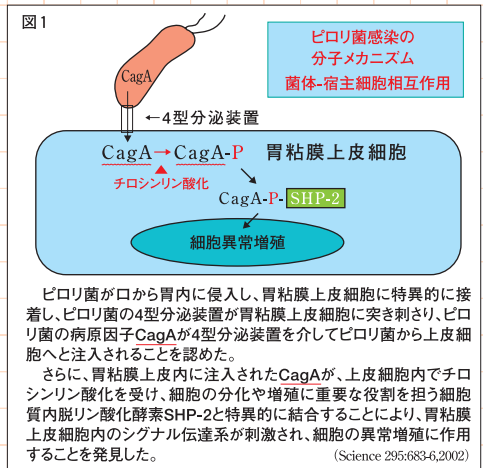 図1
ピロリ菌感染の
分子メカニズム
菌体-宿主細胞相互作用
CagA
←4型分泌装置
CagA→CagA-P 胃粘膜上皮細胞
チロシンリン酸化
CagA-P-SHP-2
細胞異常増殖
ピロリ菌が口から胃内に侵入し、胃粘膜上皮細胞に特異的に接
着し、ピロリ菌の4型分泌装置が胃粘膜上皮細胞に突き刺さり、ピロ
リ菌の病原因子CagAが4型分泌装置を介してピロリ菌から上皮細
胞へと注入されることを認めた。
さらに、胃粘膜上皮内に注入されたCagAが、上皮細胞内でチロ
シンリン酸化を受け、細胞の分化や増殖に重要な役割を担う細胞
質内脱リン酸化酵素SHP-2と特異的に結合することにより、胃粘膜
上皮細胞内のシグナル伝達系が刺激され、細胞の異常増殖に作用
することを発見した。 (Science 295:683-6,2002)